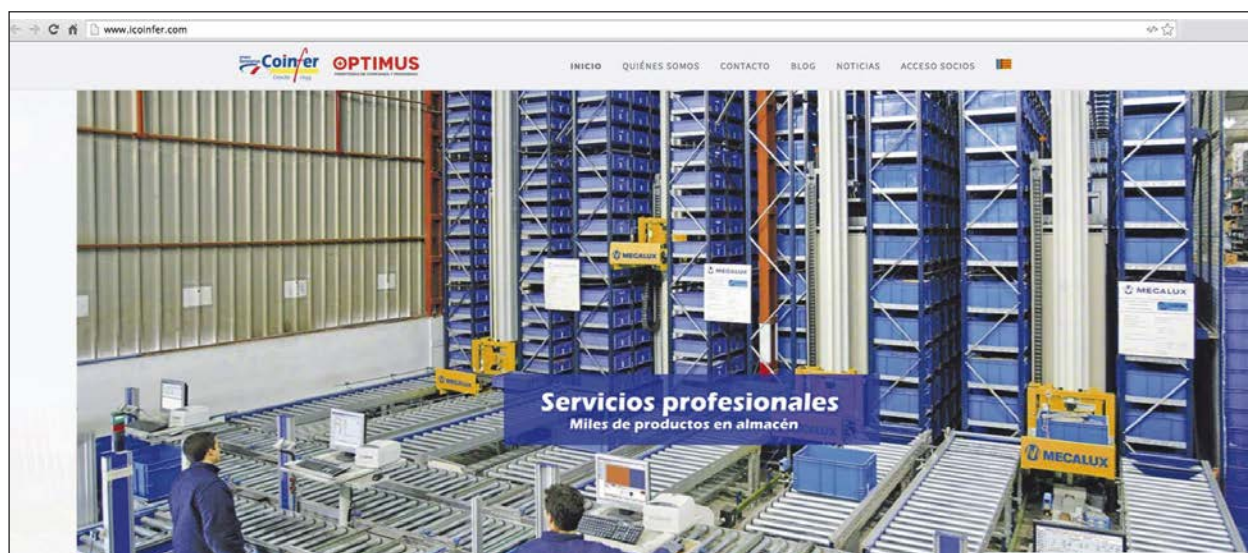 www.icoinfer.com
Coinfer OPTIMUS
INICIO QUIÉNES SOMOS CONTACTO BLOG NOTICIAS ACCESO SOCIOS
MECALUX
MECALUX
MECALUX
Servicios profesionales
Miles de productos en almacén
MECALUX